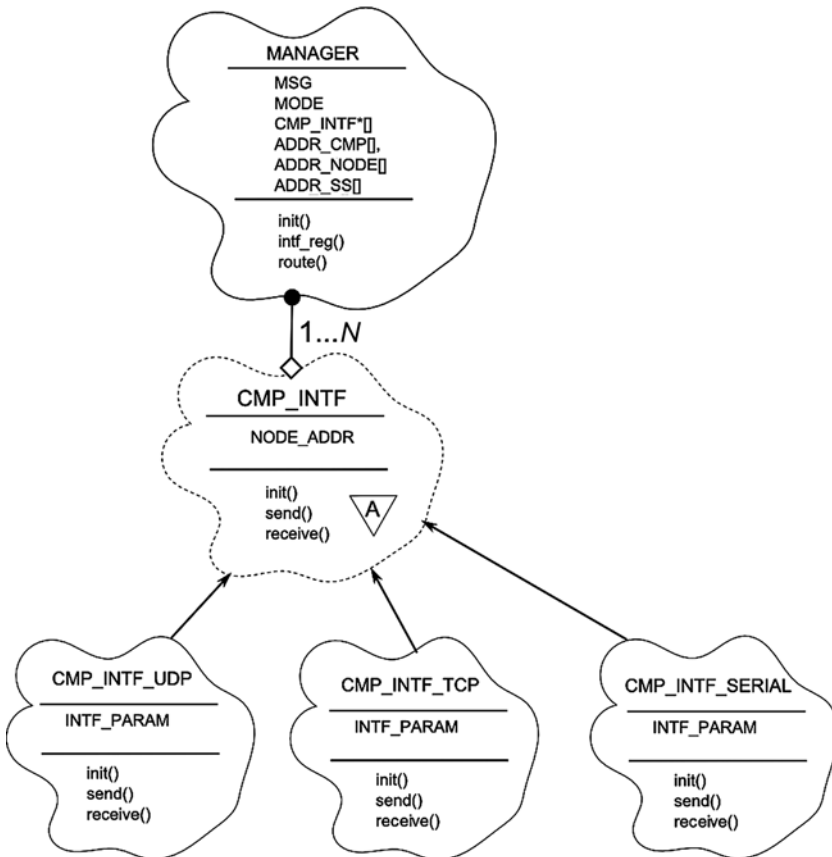 MANAGER
MSG
MODE
CMP_INTF*[]
ADDR_CMP[],
ADDR_NODE[]
ADDR_SS[]
init()
intf_reg()
route()
1...N
CMP_INTF
NODE_ADDR
init()
send()
receive()
A
CMP_INTF_UDP
INTF_PARAM
init()
send()
receive()
CMP_INTF_TCP
INTF_PARAM
init()
send()
receive()
CMP_INTF_SERIAL
INTF_PARAM
init()
send()
receive()